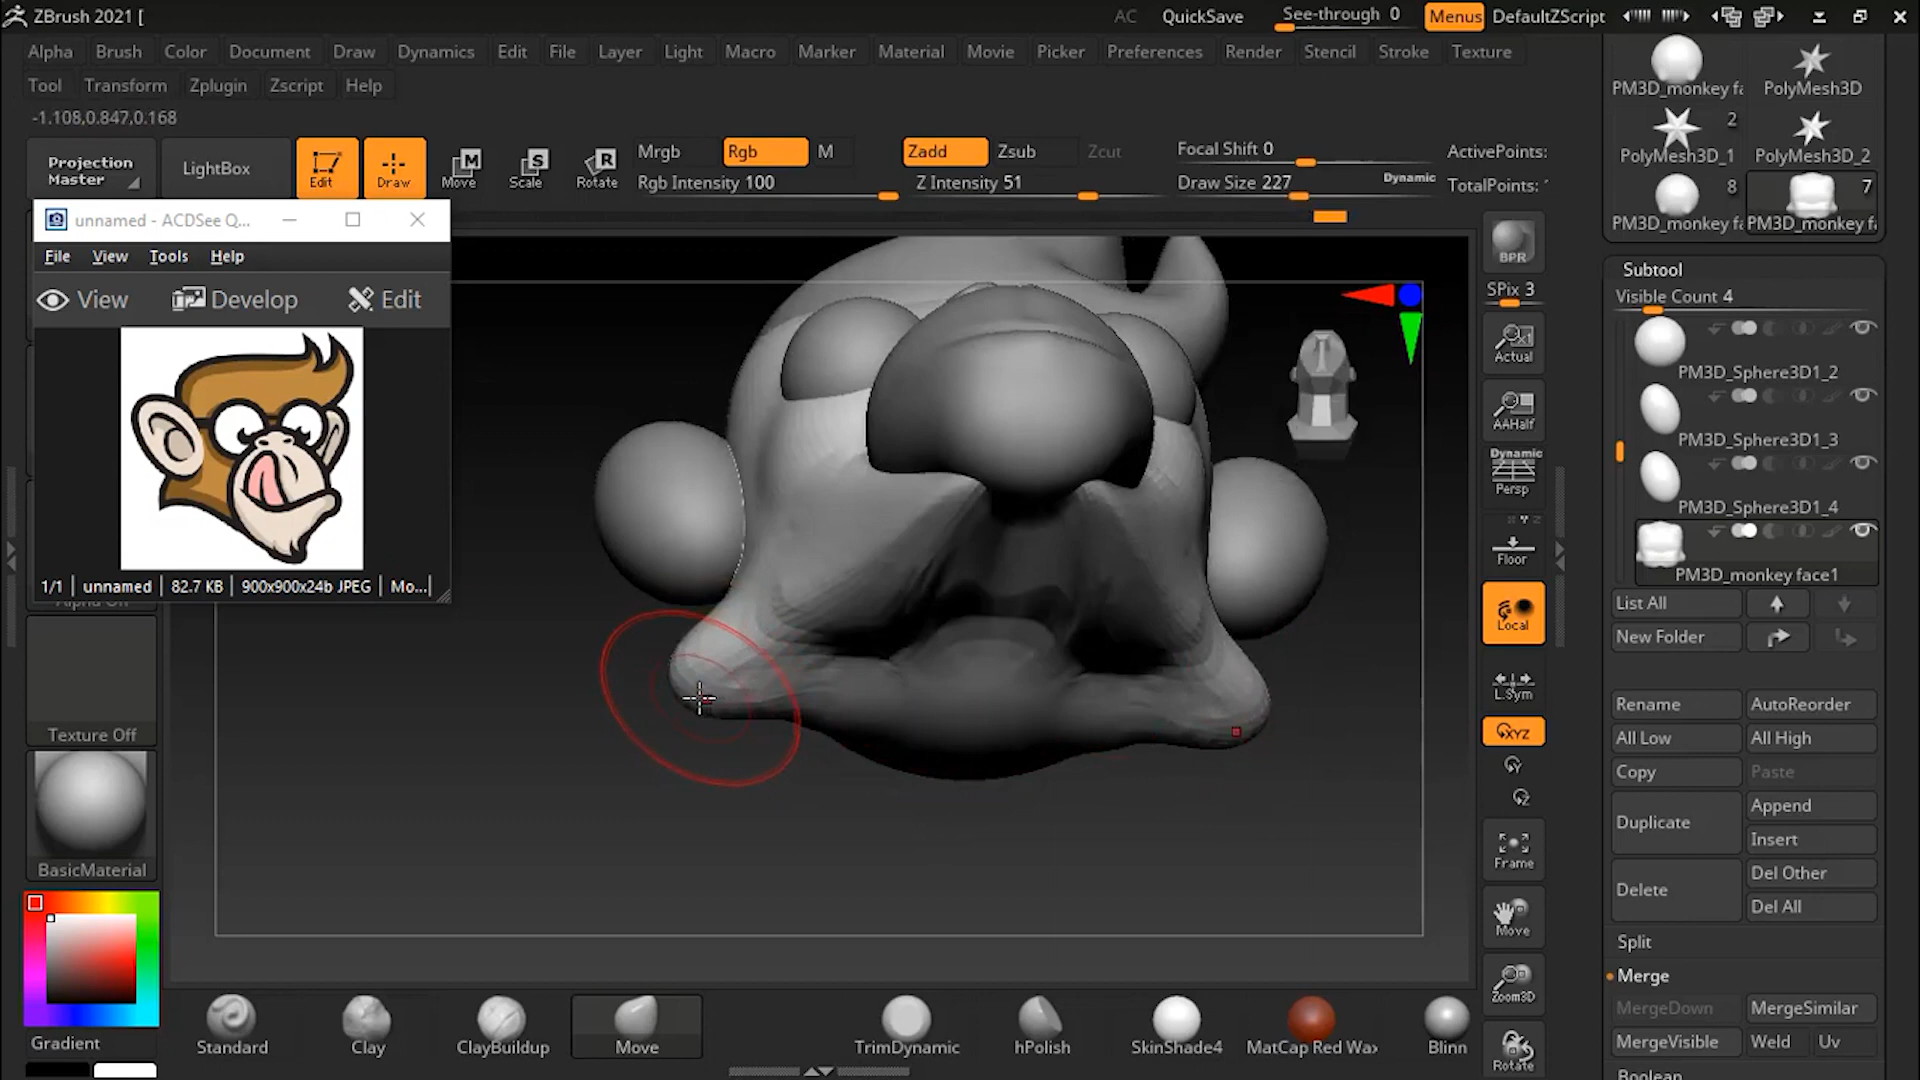 ZBrush 2021 [
AC QuickSave See-through 0 Menus DefaultZScript
Alpha Brush Color Document Draw Dynamics Edit File Layer Light Macro Marker Material Movie Picker Preferences Render Stencil Stroke Texture
Tool Transform Zplugin Zscript Help
-1.108,0.847,0.168
Projection Master
LightBox
Edit
Draw
Move
Scale
Rotate
Mrgb Rgb M
Rgb Intensity 100
Zadd Zsub Zcut
Z Intensity 51
Focal Shift 0
Draw Size 227
Dynamic
ActivePoints:
TotalPoints:
unnamed - ACDSee Q...
File View Tools Help
View Develop Edit
1/1 unnamed 82.7 KB 900x900x24b JPEG Mo...
Texture Off
BasicMaterial
Gradient
BPR
SPix 3
Actual
AAHalf
Dynamic
Persp
Floor
Local
L.Sym
XYZ
Y
Z
Frame
Move
Zoom3D
Rotate
PM3D_monkey fa PolyMesh3D
2
PolyMesh3D_1 PolyMesh3D_2
8 7
PM3D_monkey fa PM3D_monkey fa
Subtool
Visible Count 4
PM3D_Sphere3D1_2
PM3D_Sphere3D1_3
PM3D_Sphere3D1_4
PM3D_monkey face1
List All
New Folder
Rename AutoReorder
All Low All High
Copy Paste
Duplicate Append
Insert
Delete Del Other
Del All
Split
Merge
MergeDown MergeSimilar
MergeVisible Weld Uv
Boolean
Standard Clay ClayBuildup Move TrimDynamic hPolish SkinShade4 MatCap Red Wax Blinn